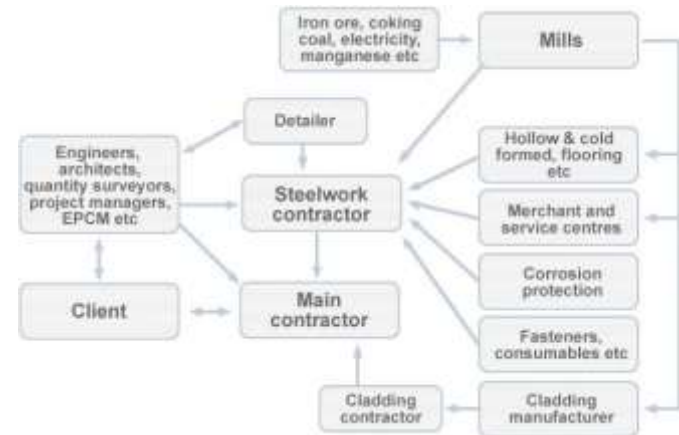 Iron ore, coking
coal, electricity,
manganese etc
Mills
Detailer
Engineers,
architects,
quantity surveyors,
project managers,
EPCM etc
Hollow & cold
formed, flooring
etc
Steelwork
contractor
Merchant and
service centres
Corrosion
protection
Client
Main
contractor
Fasteners,
consumables etc
Cladding
contractor
Cladding
manufacturer